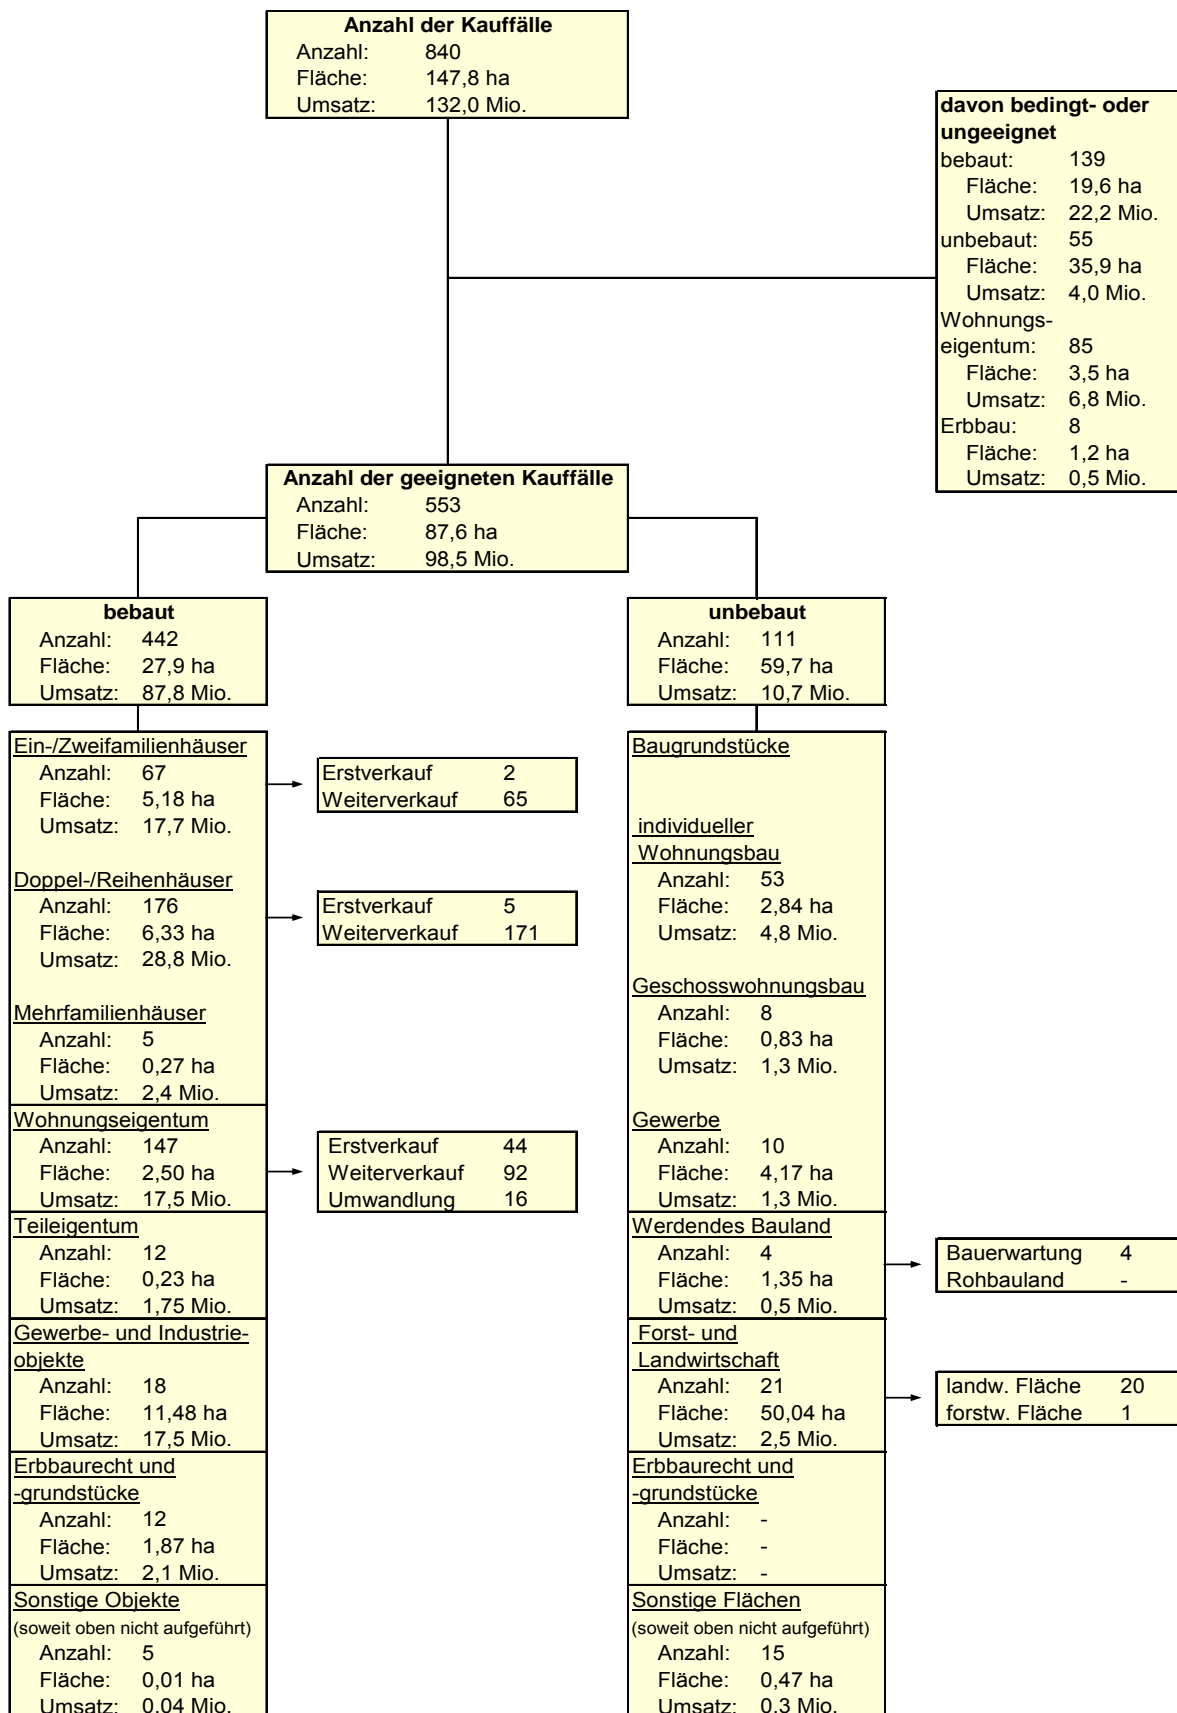 Anzahl der Kauffälle
Anzahl: 840
Fläche: 147,8 ha
Umsatz: 132,0 Mio.
davon bedingt- oder
ungeeignet
bebaut: 139
Fläche: 19,6 ha
Umsatz: 22,2 Mio.
unbebaut: 55
Fläche: 35,9 ha
Umsatz: 4,0 Mio.
Wohnungs-
eigentum: 85
Fläche: 3,5 ha
Umsatz: 6,8 Mio.
Erbbau: 8
Fläche: 1,2 ha
Umsatz: 0,5 Mio.
Anzahl der geeigneten Kauffälle
Anzahl: 553
Fläche: 87,6 ha
Umsatz: 98,5 Mio.
bebaut
Anzahl: 442
Fläche: 27,9 ha
Umsatz: 87,8 Mio.
Ein-/Zweifamilienhäuser
Anzahl: 67
Fläche: 5,18 ha
Umsatz: 17,7 Mio.
Erstverkauf 2
Weiterverkauf 65
Doppel-/Reihenhäuser
Anzahl: 176
Fläche: 6,33 ha
Umsatz: 28,8 Mio.
Erstverkauf 5
Weiterverkauf 171
Mehrfamilienhäuser
Anzahl: 5
Fläche: 0,27 ha
Umsatz: 2,4 Mio.
Wohnungseigentum
Anzahl: 147
Fläche: 2,50 ha
Umsatz: 17,5 Mio.
Erstverkauf 44
Weiterverkauf 92
Umwandlung 16
Teileigentum
Anzahl: 12
Fläche: 0,23 ha
Umsatz: 1,75 Mio.
Gewerbe- und Industrie-
objekte
Anzahl: 18
Fläche: 11,48 ha
Umsatz: 17,5 Mio.
Erbbaurecht und
-grundstücke
Anzahl: 12
Fläche: 1,87 ha
Umsatz: 2,1 Mio.
Sonstige Objekte
(soweit oben nicht aufgeführt)
Anzahl: 5
Fläche: 0,01 ha
Umsatz: 0,04 Mio.
unbebaut
Anzahl: 111
Fläche: 59,7 ha
Umsatz: 10,7 Mio.
Baugrundstücke
individueller
Wohnungsbau
Anzahl: 53
Fläche: 2,84 ha
Umsatz: 4,8 Mio.
Geschosswohnungsbau
Anzahl: 8
Fläche: 0,83 ha
Umsatz: 1,3 Mio.
Gewerbe
Anzahl: 10
Fläche: 4,17 ha
Umsatz: 1,3 Mio.
Werdendes Bauland
Anzahl: 4
Fläche: 1,35 ha
Umsatz: 0,5 Mio.
Bauerwartung 4
Rohbauland -
Forst- und
Landwirtschaft
Anzahl: 21
Fläche: 50,04 ha
Umsatz: 2,5 Mio.
landw. Fläche 20
forstw. Fläche 1
Erbbaurecht und
-grundstücke
Anzahl: -
Fläche: -
Umsatz: -
Sonstige Flächen
(soweit oben nicht aufgeführt)
Anzahl: 15
Fläche: 0,47 ha
Umsatz: 0,3 Mio.